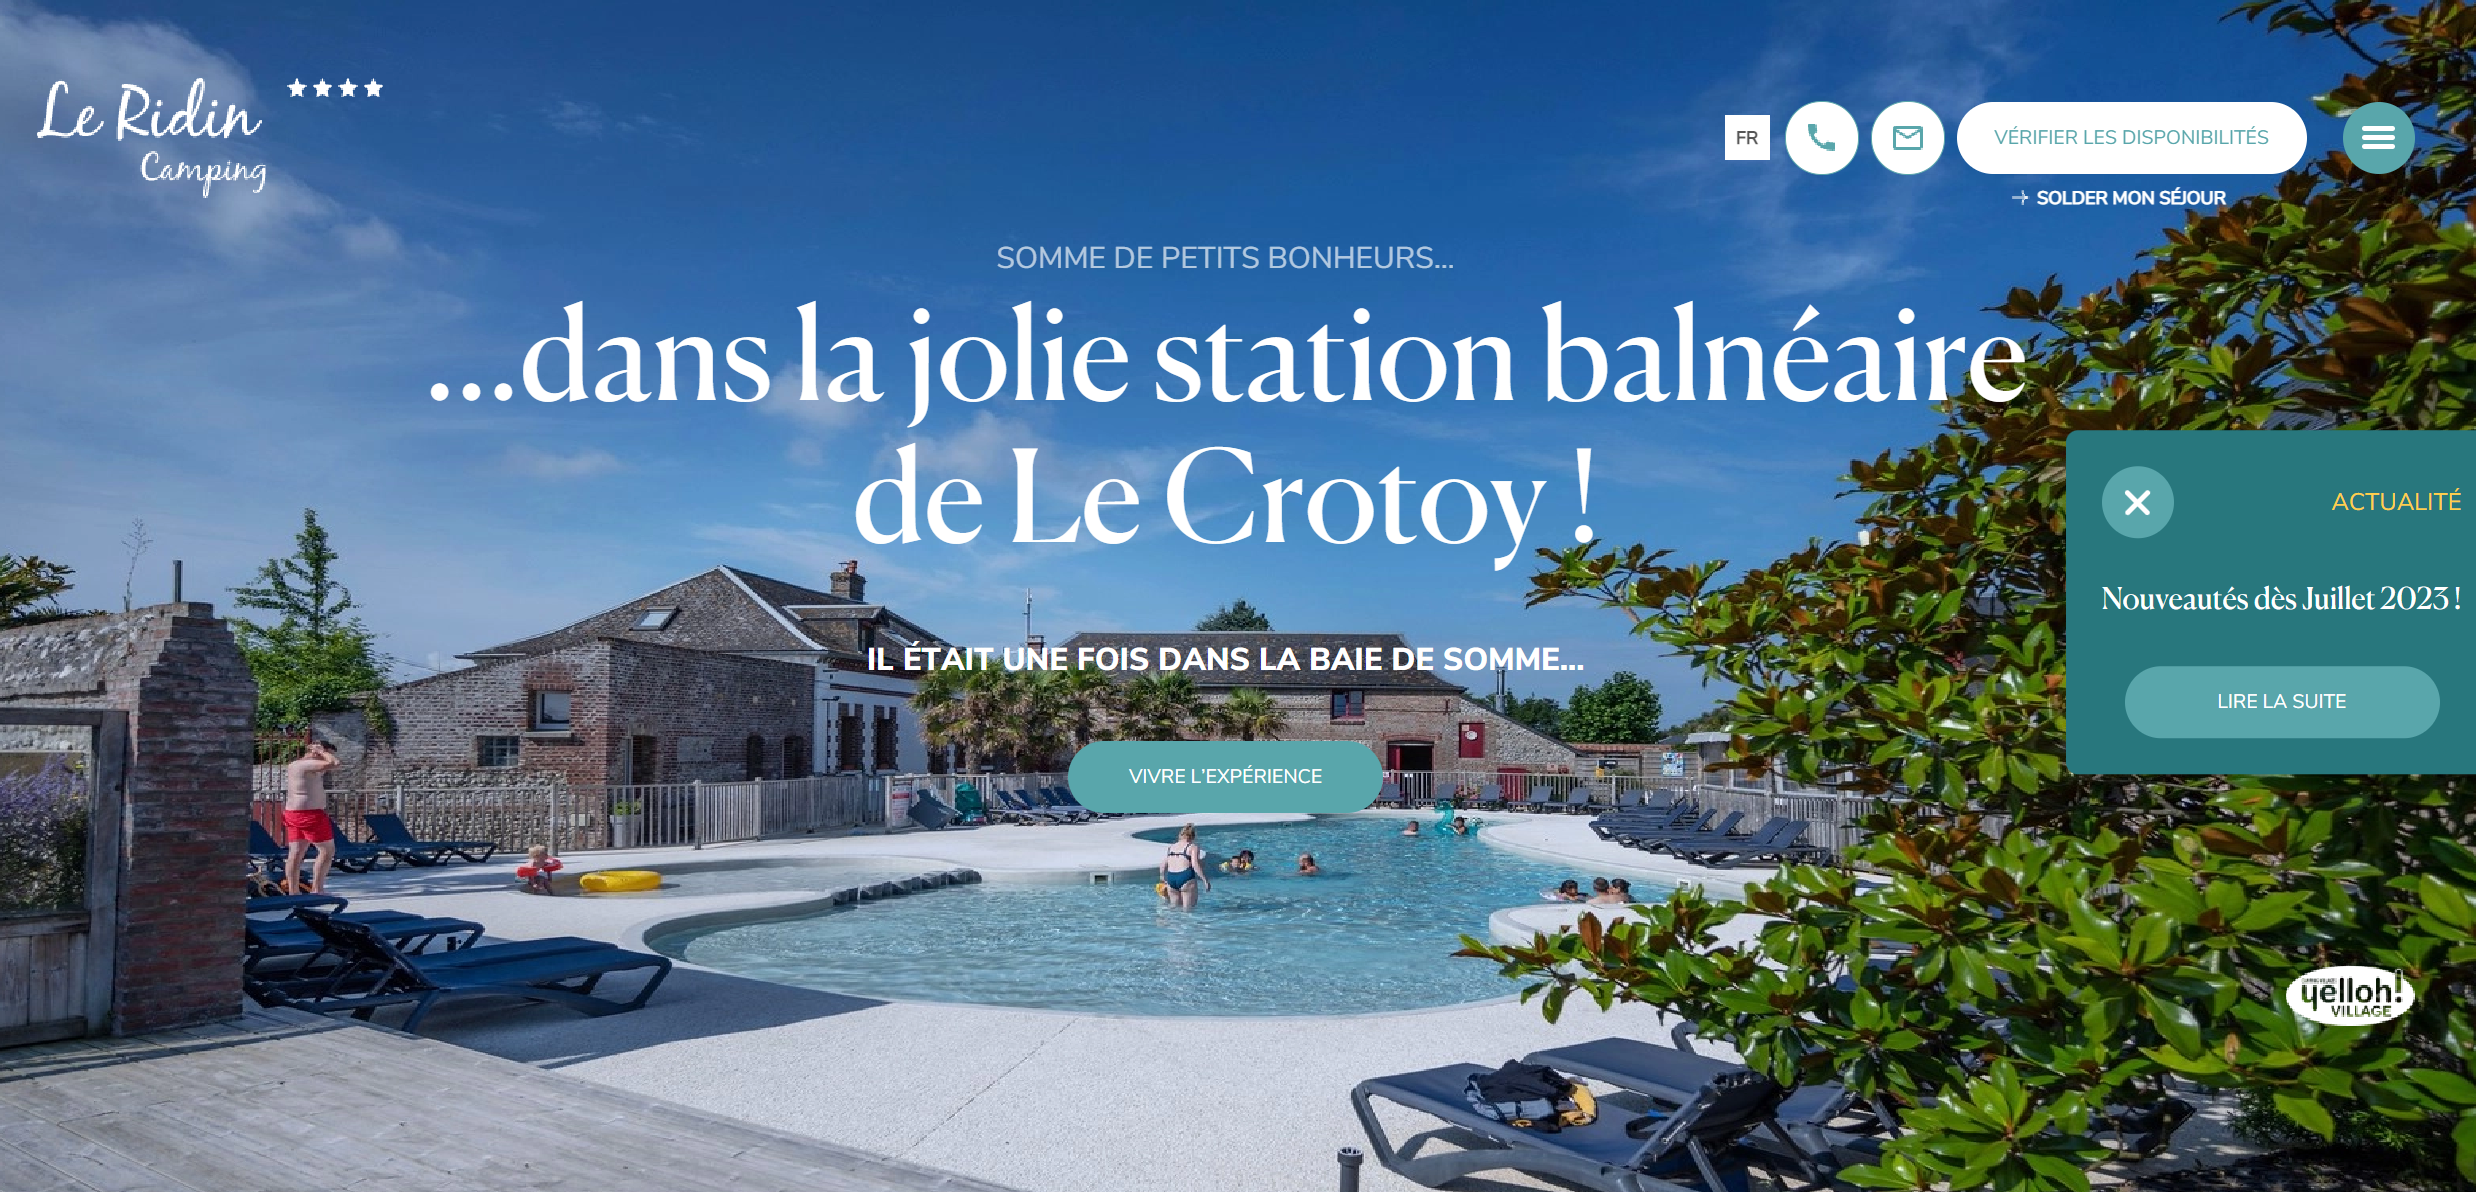 Le Ridin
Camping
FR
VÉRIFIER LES DISPONIBILITÉS
SOLDER MON SÉJOUR
SOMME DE PETITS BONHEURS...
...dans la jolie station balnéaire
de Le Crotoy !
ACTUALITÉ
Nouveautés dès Juillet 2023 !
LIRE LA SUITE
IL ÉTAIT UNE FOIS DANS LA BAIE DE SOMME...
VIVRE L'EXPÉRIENCE
yelloh!
VILLAGE